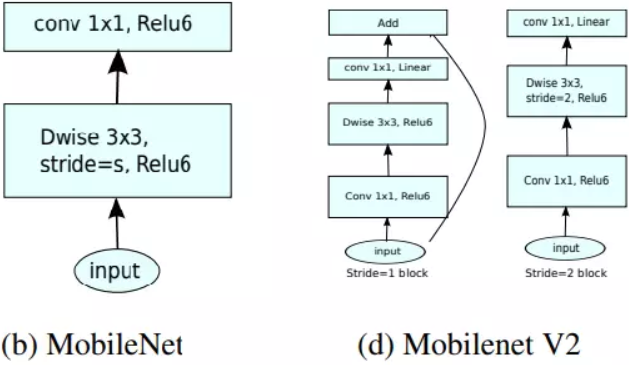 conv 1x1, Relu6
Dwise 3x3,
stride=s, Relu6
input
(b) MobileNet
Add
conv 1x1, Linear
Dwise 3x3, Relu6
Conv 1x1, Relu6
input
Stride=1 block
conv 1x1, Linear
Dwise 3x3,
stride=2, Relu6
Conv 1x1, Relu6
input
Stride=2 block
(d) Mobilenet V2